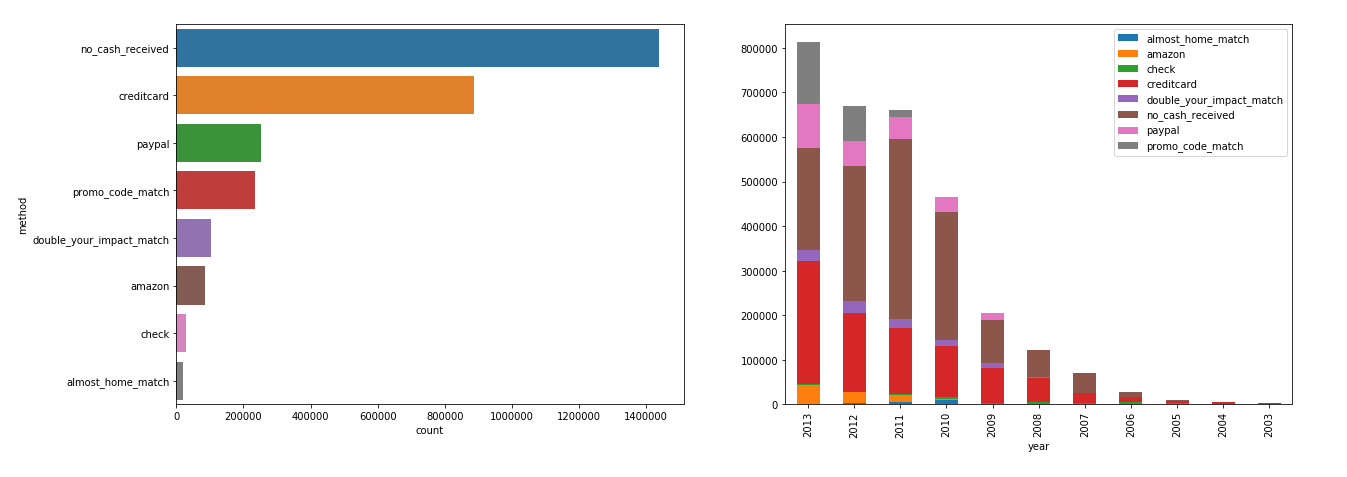 method
no_cash_received
creditcard
paypal
promo_code_match
double_your_impact_match
amazon
check
almost_home_match
0 200000 400000 600000 800000 1000000 1200000 1400000
count
800000
700000
600000
500000
400000
300000
200000
100000
0
almost_home_match
amazon
check
creditcard
double_your_impact_match
no_cash_received
paypal
promo_code_match
2013 2012 2011 2010 2009 2008 2007 2006 2005 2004 2003
year